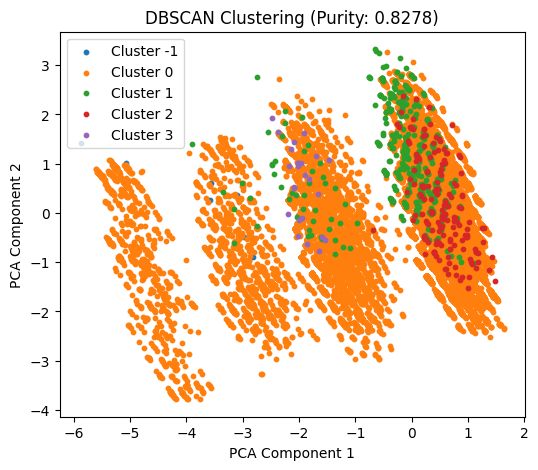 DBSCAN Clustering (Purity: 0.8278)
Cluster -1
Cluster 0
Cluster 1
Cluster 2
Cluster 3
3
2
1
0
−1
−2
−3
−4
PCA Component 2
−6 −5 −4 −3 −2 −1 0 1 2
PCA Component 1